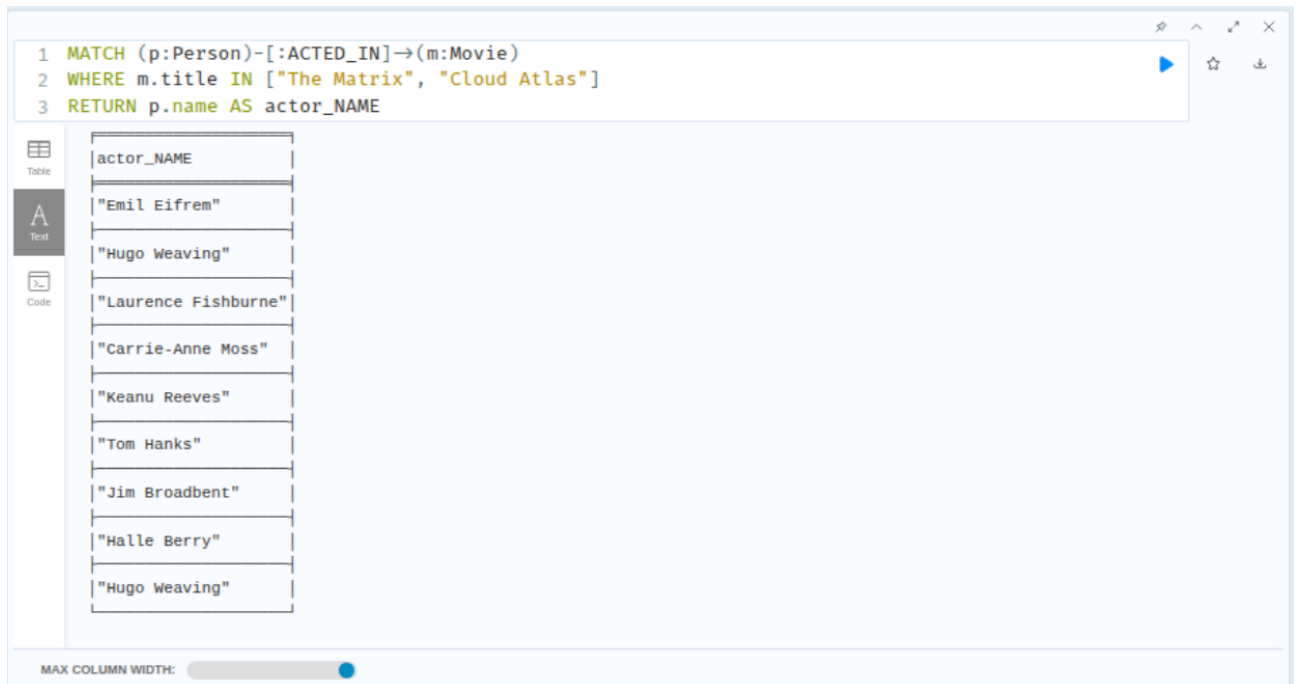 1 MATCH (p:Person)-[:ACTED_IN]→(m:Movie)
2 WHERE m.title IN ["The Matrix", "Cloud Atlas"]
3 RETURN p.name AS actor_NAME
Table
Text
Code
actor_NAME
"Emil Eifrem"
"Hugo Weaving"
"Laurence Fishburne"
"Carrie-Anne Moss"
"Keanu Reeves"
"Tom Hanks"
"Jim Broadbent"
"Halle Berry"
"Hugo Weaving"
MAX COLUMN WIDTH: